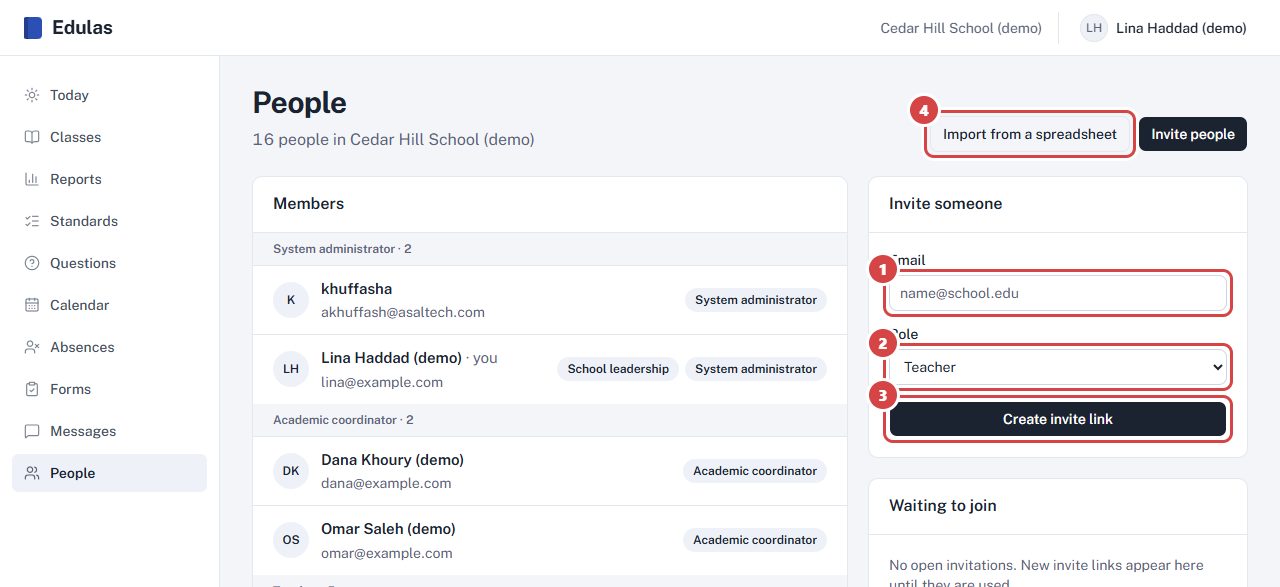 Edulas
Cedar Hill School (demo)
LH
Lina Haddad (demo)
Today
Classes
Reports
Standards
Questions
Calendar
Absences
Forms
Messages
People
People
16 people in Cedar Hill School (demo)
4
Import from a spreadsheet
Invite people
Members
System administrator · 2
K
khuffasha
akhuffash@asaltech.com
System administrator
LH
Lina Haddad (demo) · you
lina@example.com
School leadership
System administrator
Academic coordinator · 2
DK
Dana Khoury (demo)
dana@example.com
Academic coordinator
OS
Omar Saleh (demo)
omar@example.com
Academic coordinator
Invite someone
Email
1
name@school.edu
Role
2
Teacher
3
Create invite link
Waiting to join
No open invitations. New invite links appear here
until they are used.